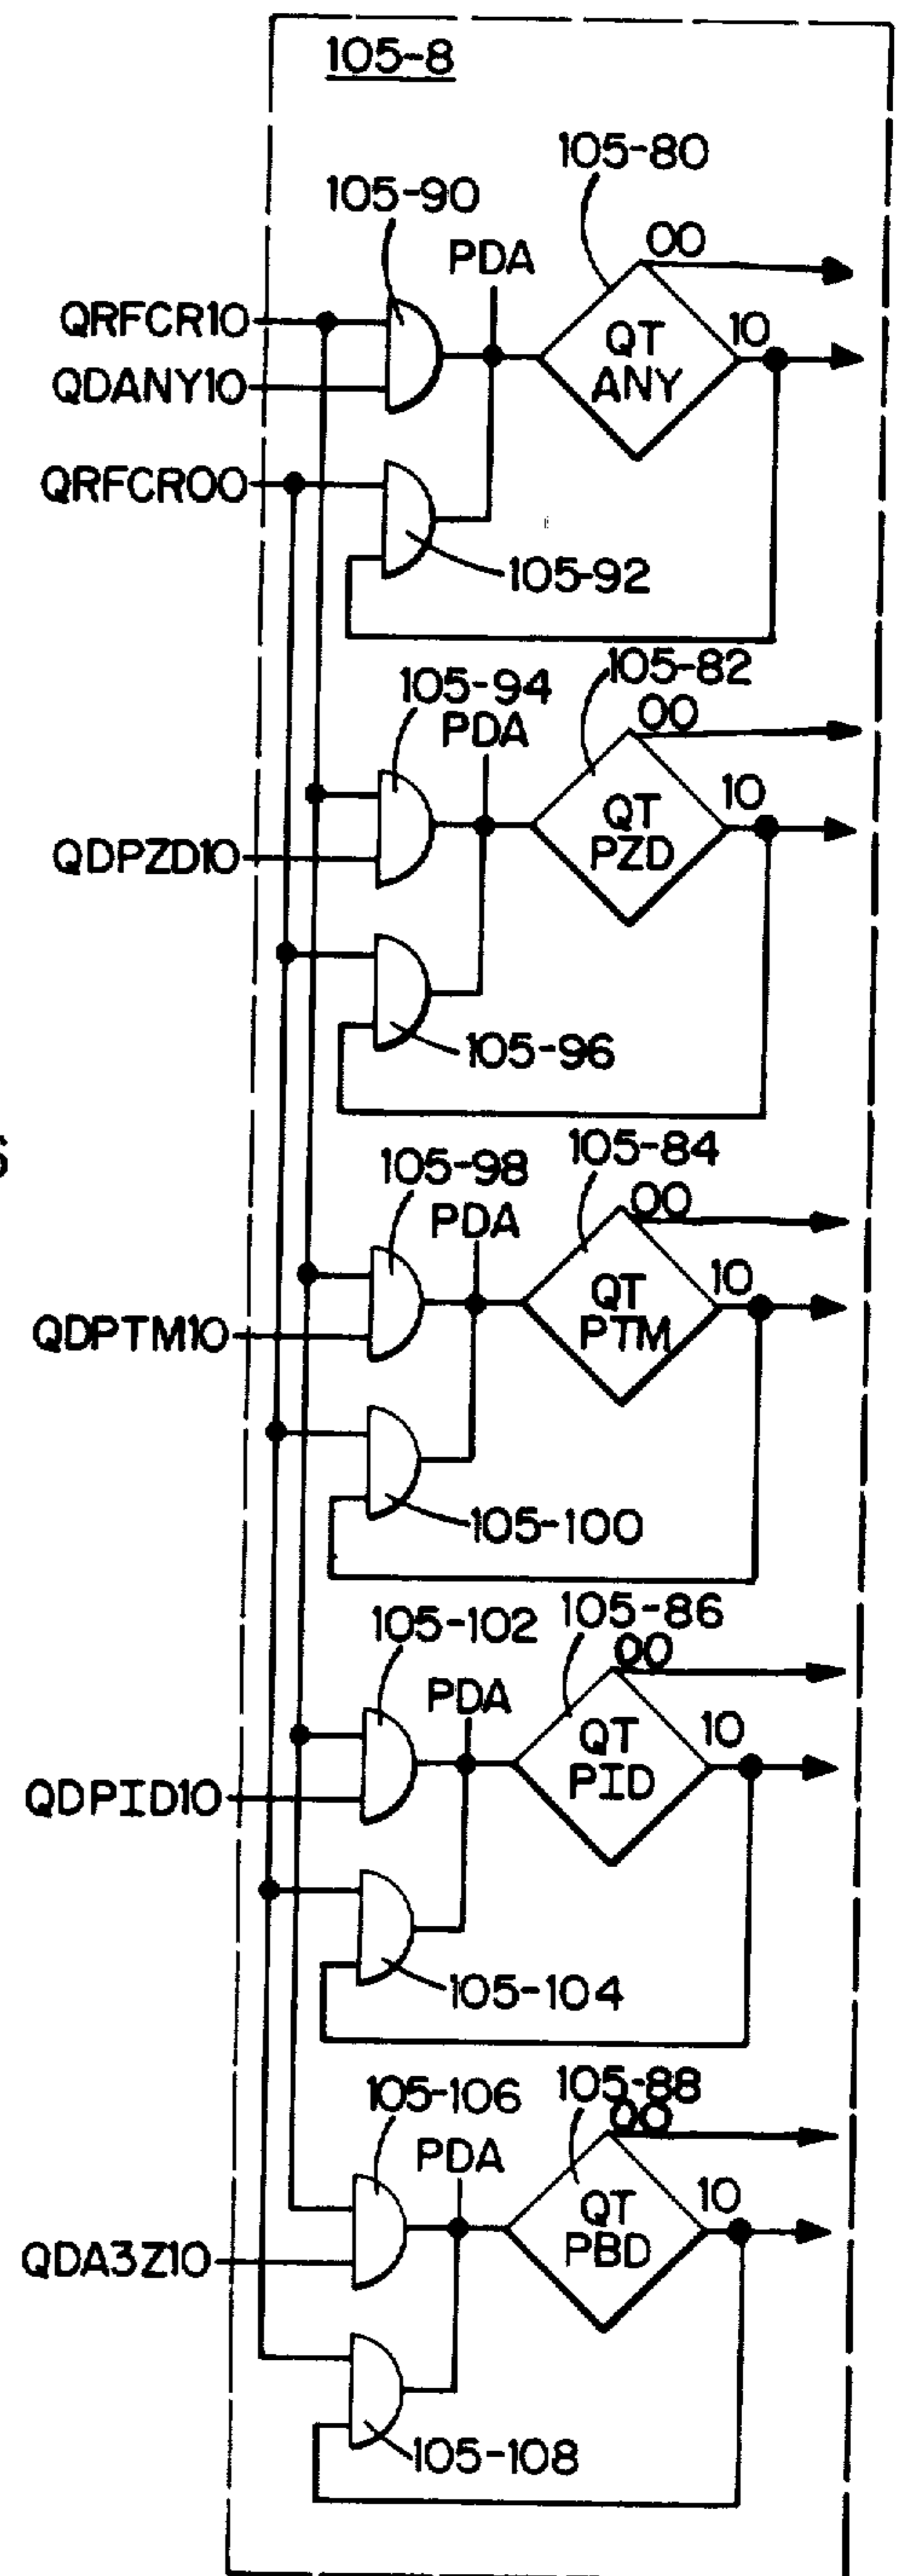 105-8
105-80
105-90
00
PDA
QRFCR10
10
QT
ANY
QDANY10
QRFCR00
105-92
105-82
105-94
00
PDA
10
QT
PZD
QDPZD10
105-96
105-84
105-98
00
PDA
10
QT
PTM
QDPTM10
105-100
105-86
105-102
00
PDA
10
QT
PID
QDPID10
105-104
105-88
105-106
00
PDA
10
QT
PBD
QDA3Z10
105-108